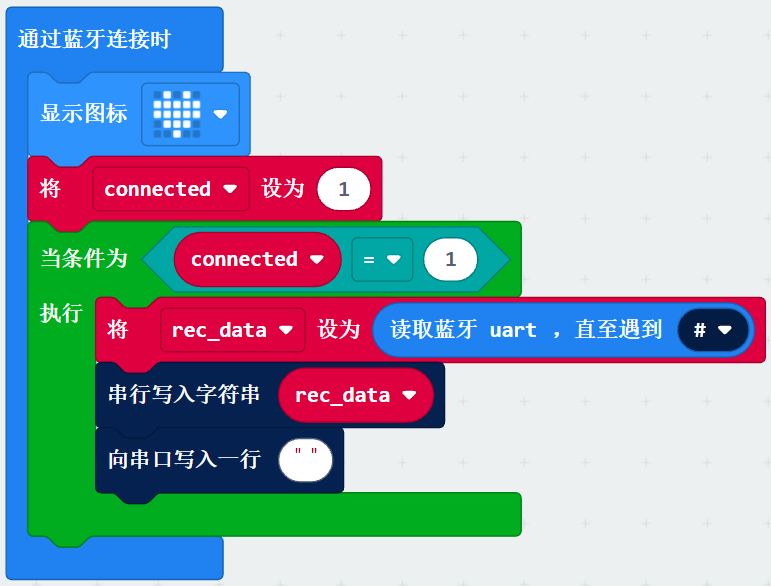 通过蓝牙连接时
显示图标
将 connected 设为 1
当条件为 connected = 1
执行
将 rec_data 设为 读取蓝牙 uart ，直至遇到 #
串行写入字符串 rec_data
向串口写入一行 " "